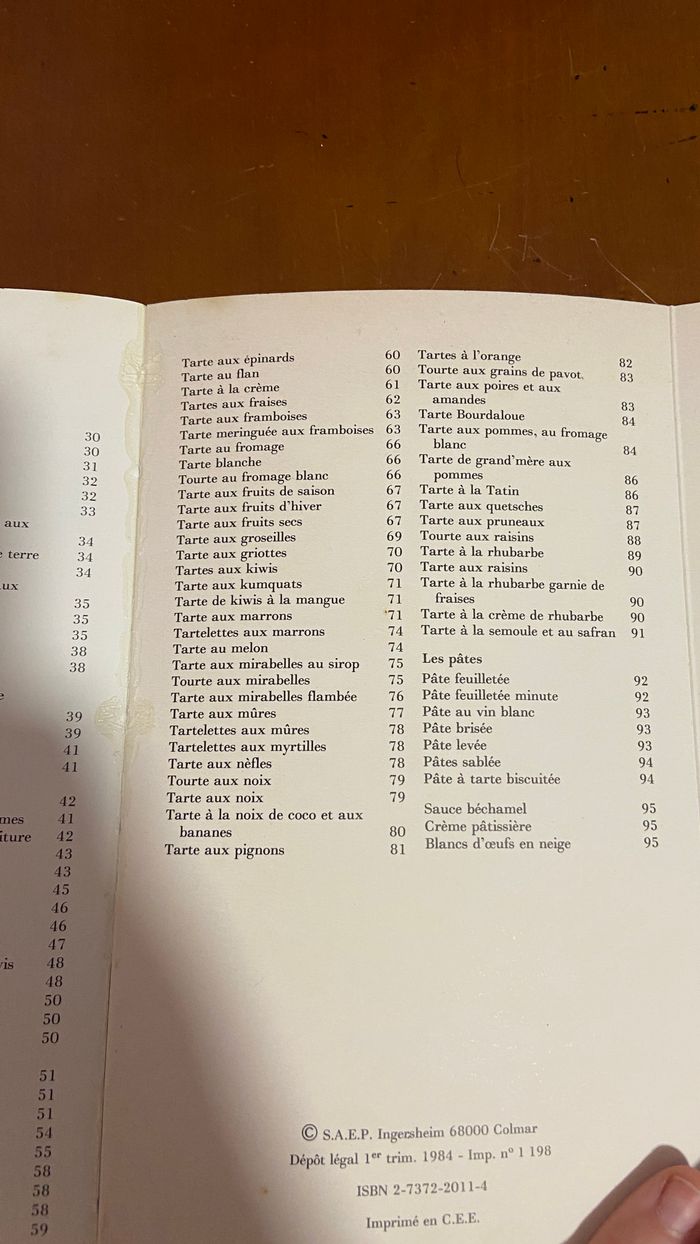 30
30
31
32
32
33
aux
34
terre 34
34
ux
35
35
35
38
38
e
39
39
41
41
42
mes 41
iture 42
43
43
45
46
46
47
vis 48
48
50
50
50
51
51
51
54
55
58
58
58
59
Tarte aux épinards 60
Tarte au flan 60
Tarte à la crème 61
Tartes aux fraises 62
Tarte aux framboises 63
Tarte meringuée aux framboises 63
Tarte au fromage 66
Tarte blanche 66
Tourte au fromage blanc 66
Tarte aux fruits de saison 67
Tarte aux fruits d'hiver 67
Tarte aux fruits secs 67
Tarte aux groseilles 69
Tarte aux griottes 70
Tartes aux kiwis 70
Tarte aux kumquats 71
Tarte de kiwis à la mangue 71
Tarte aux marrons 71
Tartelettes aux marrons 74
Tarte au melon 74
Tarte aux mirabelles au sirop 75
Tourte aux mirabelles 75
Tarte aux mirabelles flambée 76
Tarte aux mûres 77
Tartelettes aux mûres 78
Tartelettes aux myrtilles 78
Tarte aux nèfles 78
Tourte aux noix 79
Tarte aux noix 79
Tarte à la noix de coco et aux
bananes 80
Tarte aux pignons 81
Tartes à l'orange 82
Tourte aux grains de pavot. 83
Tarte aux poires et aux
amandes 83
Tarte Bourdaloue 84
Tarte aux pommes, au fromage
blanc 84
Tarte de grand'mère aux
pommes 86
Tarte à la Tatin 86
Tarte aux quetsches 87
Tarte aux pruneaux 87
Tourte aux raisins 88
Tarte à la rhubarbe 89
Tarte aux raisins 90
Tarte à la rhubarbe garnie de
fraises 90
Tarte à la crème de rhubarbe 90
Tarte à la semoule et au safran 91
Les pâtes
Pâte feuilletée 92
Pâte feuilletée minute 92
Pâte au vin blanc 93
Pâte brisée 93
Pâte levée 93
Pâtes sablée 94
Pâte à tarte biscuitée 94
Sauce béchamel 95
Crème pâtissière 95
Blancs d'œufs en neige 95
© S.A.E.P. Ingersheim 68000 Colmar
Dépôt légal 1er trim. 1984 - Imp. n° 1 198
ISBN 2-7372-2011-4
Imprimé en C.E.E.